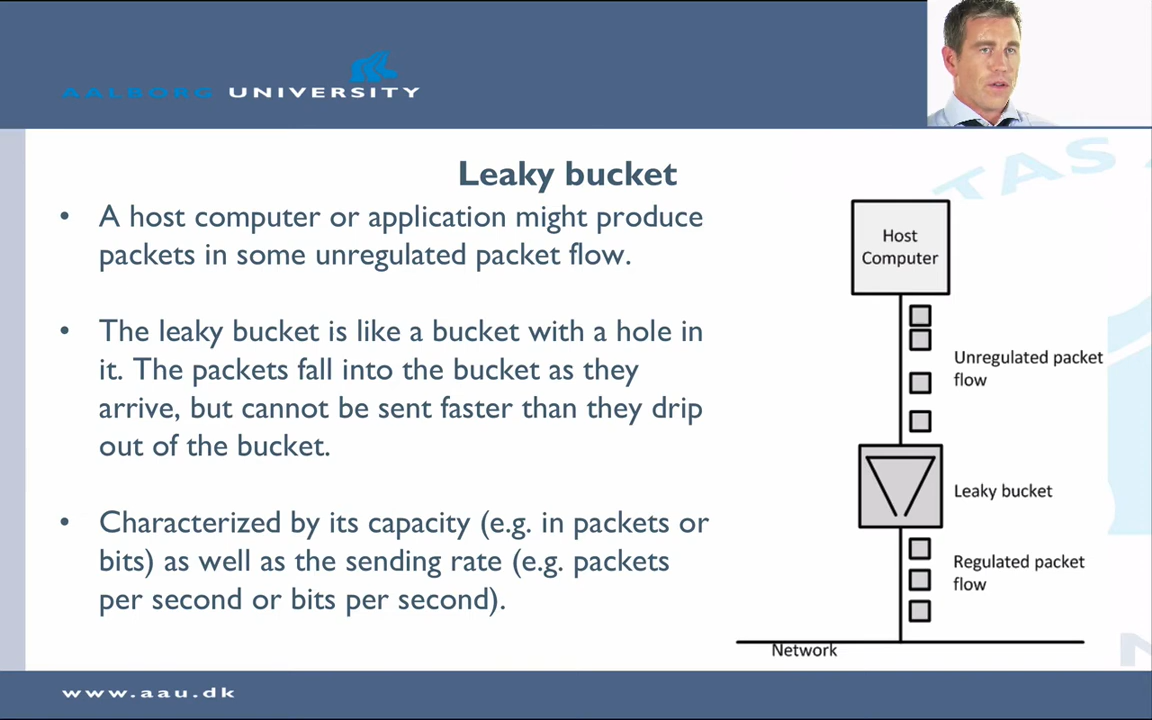 AALBORG UNIVERSITY
Leaky bucket
• A host computer or application might produce
packets in some unregulated packet flow.
• The leaky bucket is like a bucket with a hole in
it. The packets fall into the bucket as they
arrive, but cannot be sent faster than they drip
out of the bucket.
• Characterized by its capacity (e.g. in packets or
bits) as well as the sending rate (e.g. packets
per second or bits per second).
Host
Computer
Unregulated packet
flow
Leaky bucket
Regulated packet
flow
Network
TAS
www.aau.dk